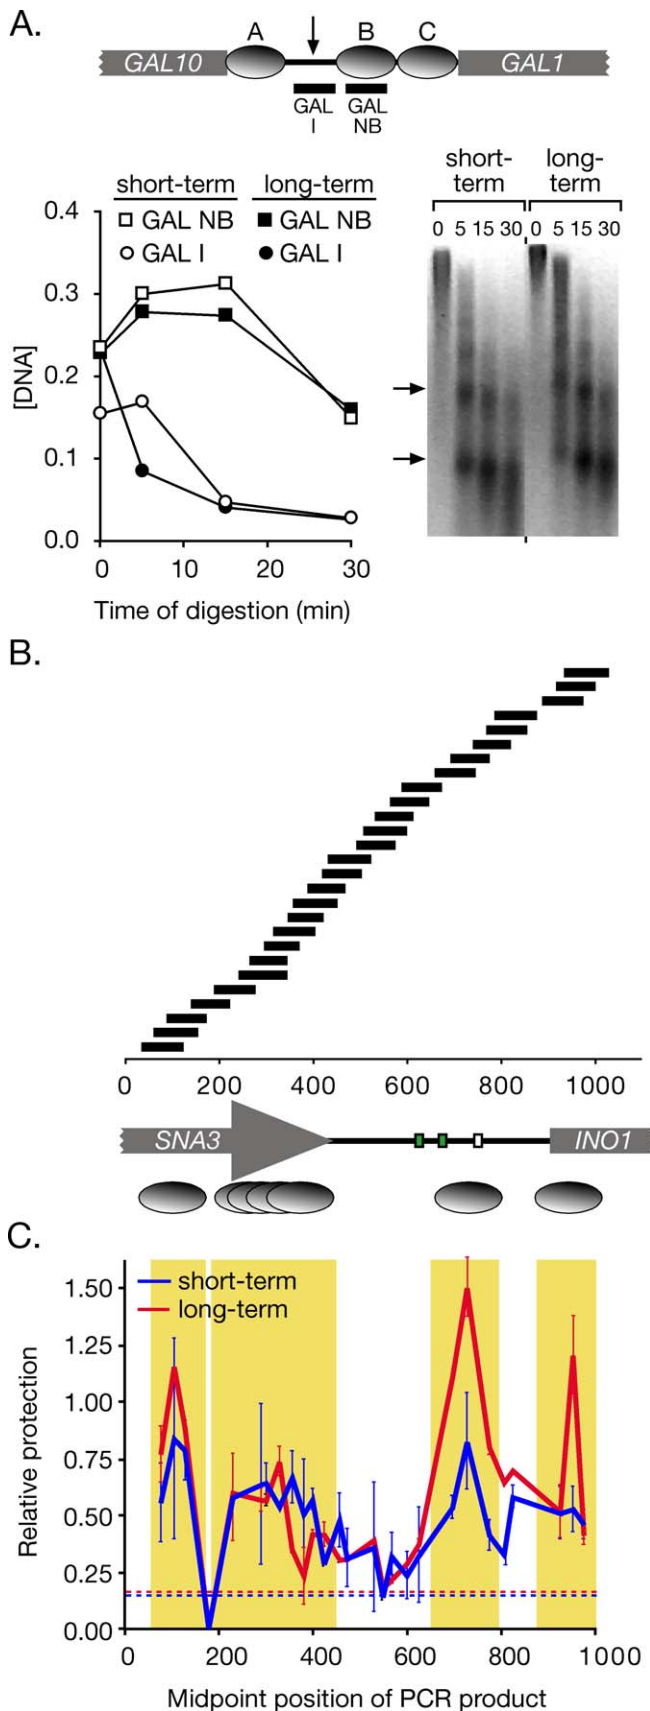 A.
A B C
GAL10 GAL1
GAL I
GAL NB
short-term long-term
GAL NB GAL NB
GAL I GAL I
0.4
0.3
0.2
0.1
0.0
[DNA]
0 10 20 30
Time of digestion (min)
short-term
long-term
0 5 15 30 0 5 15 30
B.
0 200 400 600 800 1000
SNA3 INO1
C.
short-term
long-term
1.50
1.25
1.00
0.75
0.50
0.25
0.00
Relative protection
0 200 400 600 800 1000
Midpoint position of PCR product